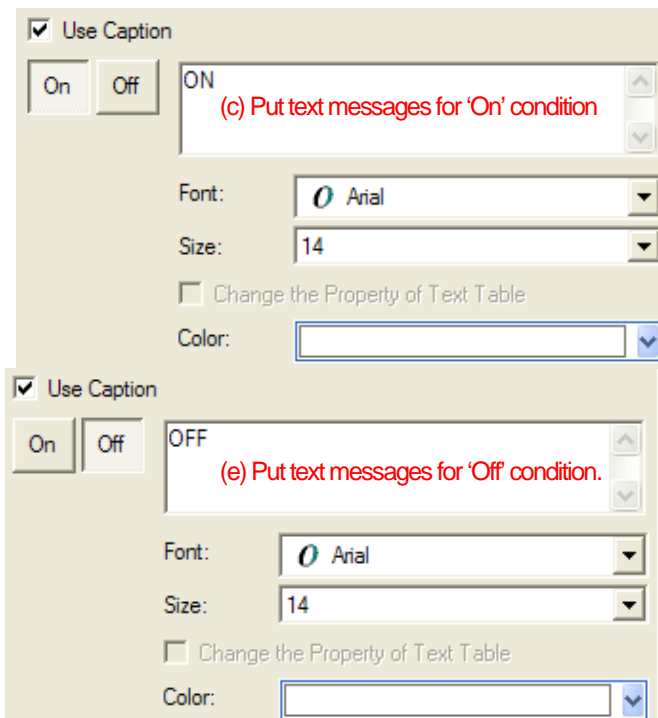 Use Caption
On Off ON
(c) Put text messages for ‘On’ condition
Font: O Arial
Size: 14
Change the Property of Text Table
Color:
Use Caption
On Off OFF
(e) Put text messages for ‘Off’ condition.
Font: O Arial
Size: 14
Change the Property of Text Table
Color: